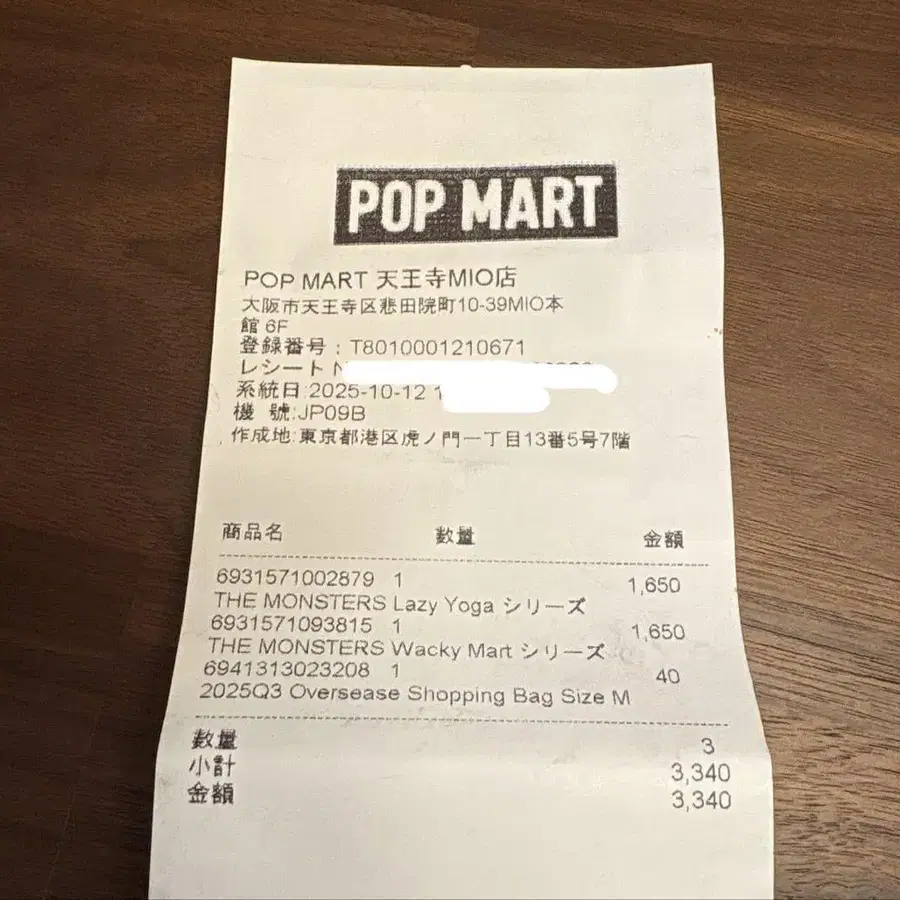 POP MART
POP MART 天王寺MIO店
大阪市天王寺区悲田院町10-39MIO本
館 6F
登録番号：T8010001210671
レシート
系統日:2025-10-12
機 號:JP09B
作成地:東京都港区虎ノ門一丁目13番5号7階
商品名 数量 金額
6931571002879 1 1,650
THE MONSTERS Lazy Yoga シリーズ
6931571093815 1 1,650
THE MONSTERS Wacky Mart シリーズ
6941313023208 1 40
2025Q3 Oversease Shopping Bag Size M
数量 3
小計 3,340
金額 3,340